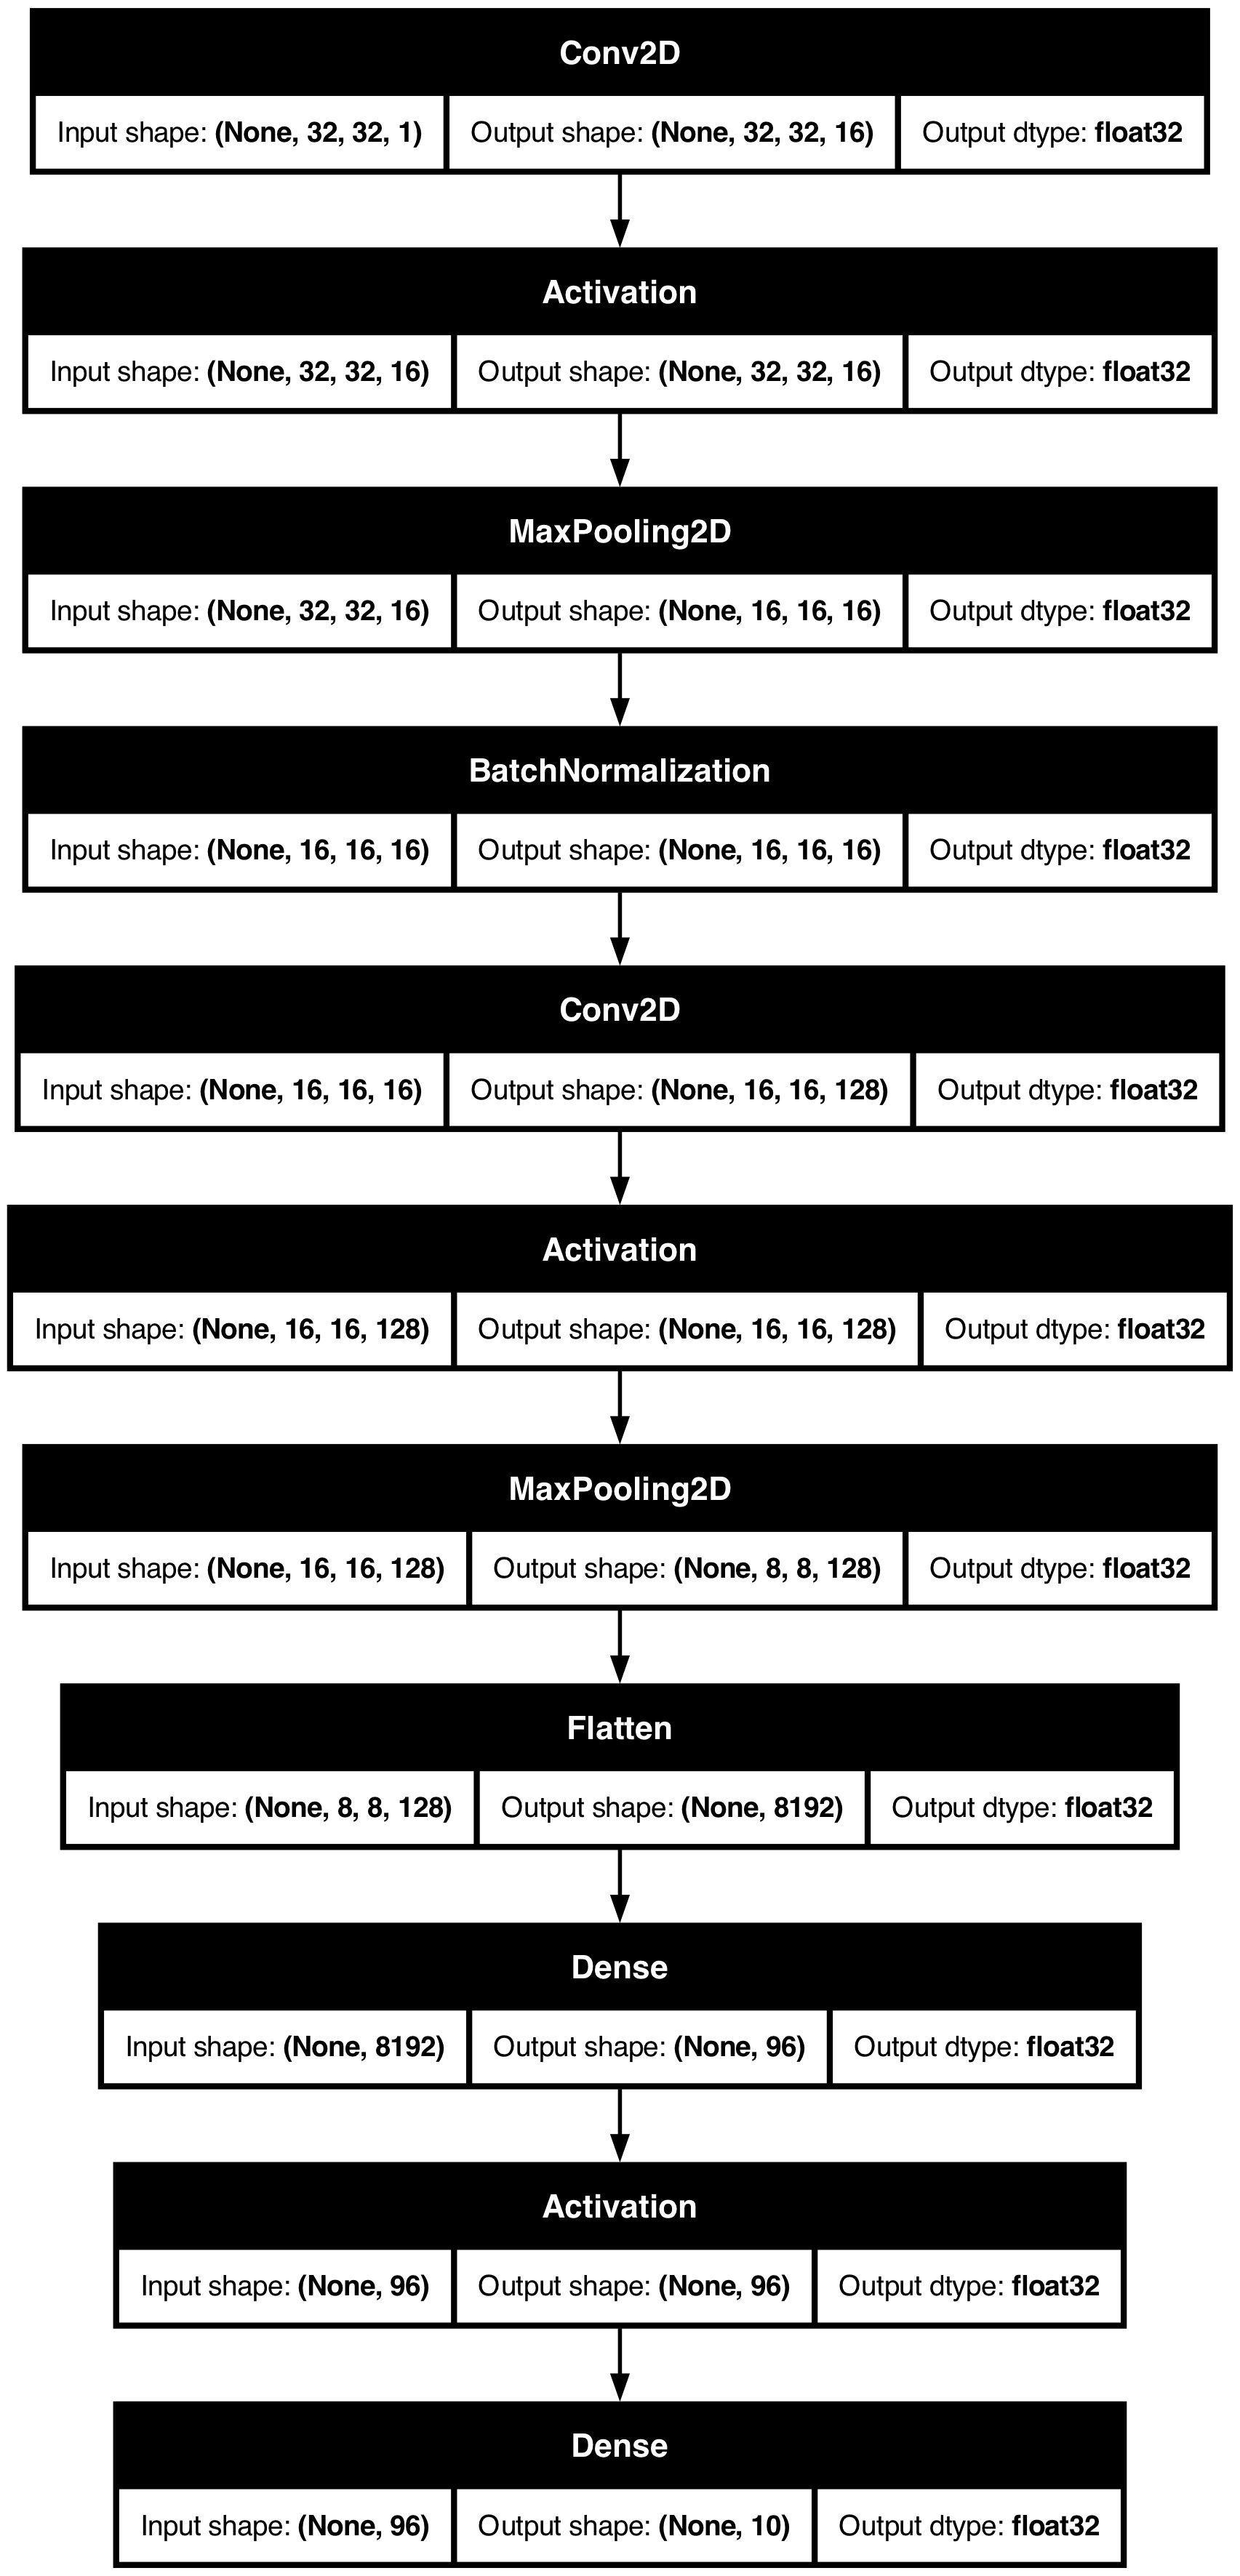 Conv2D
Input shape: (None, 32, 32, 1) Output shape: (None, 32, 32, 16) Output dtype: float32
Activation
Input shape: (None, 32, 32, 16) Output shape: (None, 32, 32, 16) Output dtype: float32
MaxPooling2D
Input shape: (None, 32, 32, 16) Output shape: (None, 16, 16, 16) Output dtype: float32
BatchNormalization
Input shape: (None, 16, 16, 16) Output shape: (None, 16, 16, 16) Output dtype: float32
Conv2D
Input shape: (None, 16, 16, 16) Output shape: (None, 16, 16, 128) Output dtype: float32
Activation
Input shape: (None, 16, 16, 128) Output shape: (None, 16, 16, 128) Output dtype: float32
MaxPooling2D
Input shape: (None, 16, 16, 128) Output shape: (None, 8, 8, 128) Output dtype: float32
Flatten
Input shape: (None, 8, 8, 128) Output shape: (None, 8192) Output dtype: float32
Dense
Input shape: (None, 8192) Output shape: (None, 96) Output dtype: float32
Activation
Input shape: (None, 96) Output shape: (None, 96) Output dtype: float32
Dense
Input shape: (None, 96) Output shape: (None, 10) Output dtype: float32